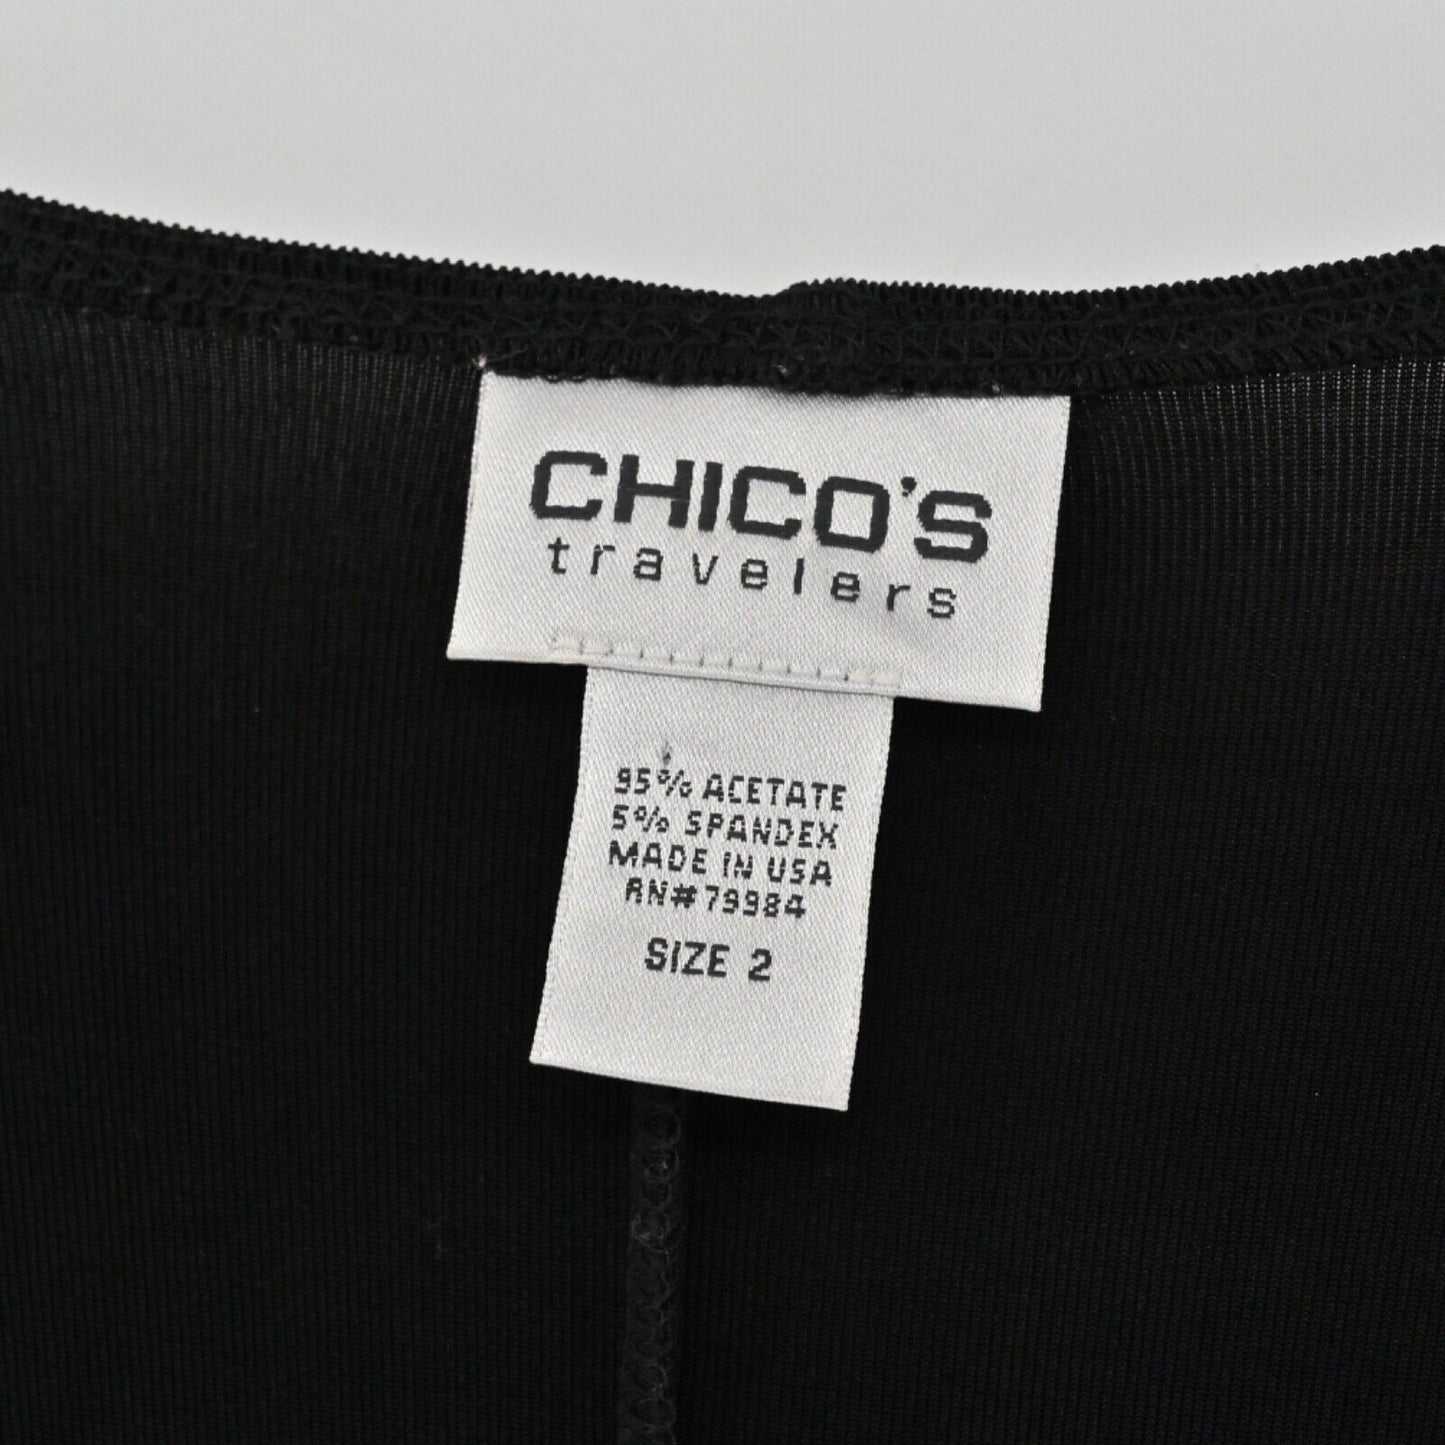 CHICO'S
travelers
95% ACETATE
5% SPANDEX
MADE IN USA
RN#79984
SIZE 2